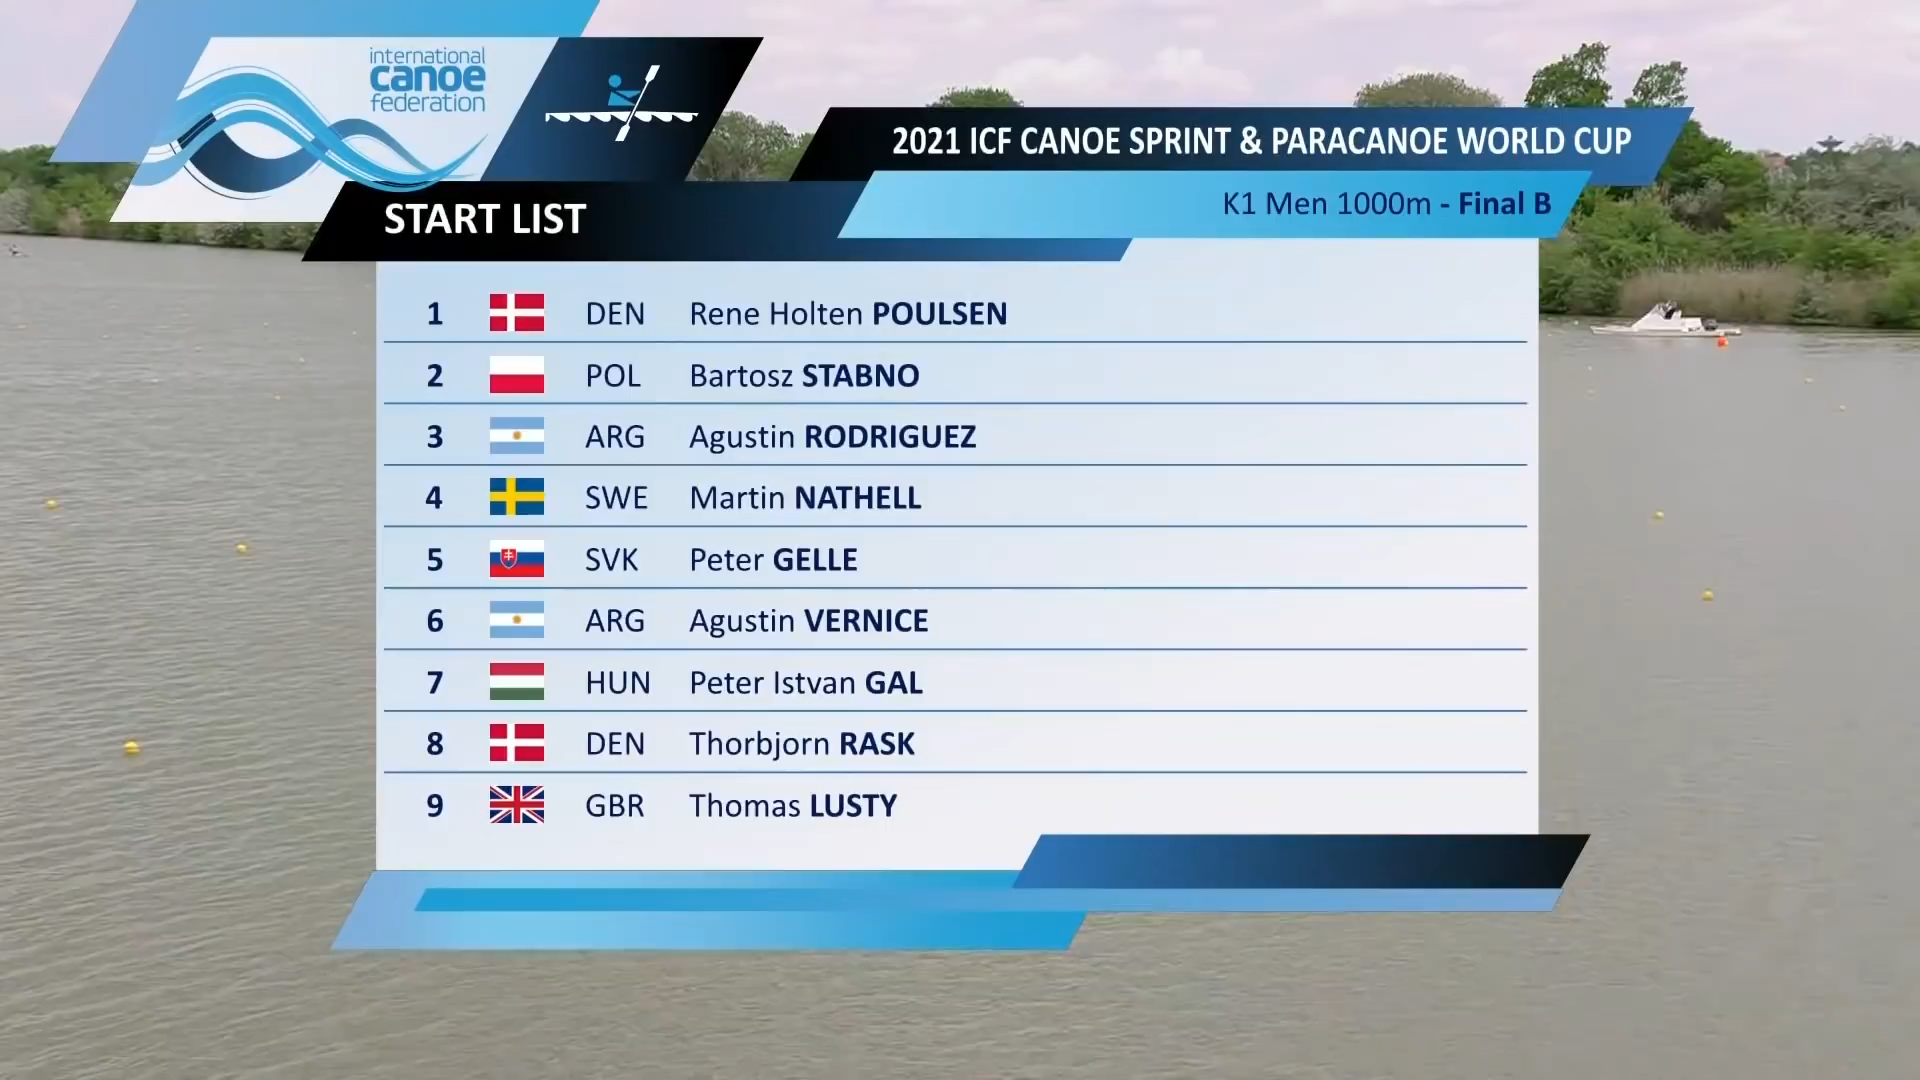 international
canoe
federation
2021 ICF CANOE SPRINT & PARACANOE WORLD CUP
K1 Men 1000m - Final B
START LIST
1 DEN Rene Holten POULSEN
2 POL Bartosz STABNO
3 ARG Agustin RODRIGUEZ
4 SWE Martin NATHELL
5 SVK Peter GELLE
6 ARG Agustin VERNICE
7 HUN Peter Istvan GAL
8 DEN Thorbjorn RASK
9 GBR Thomas LUSTY